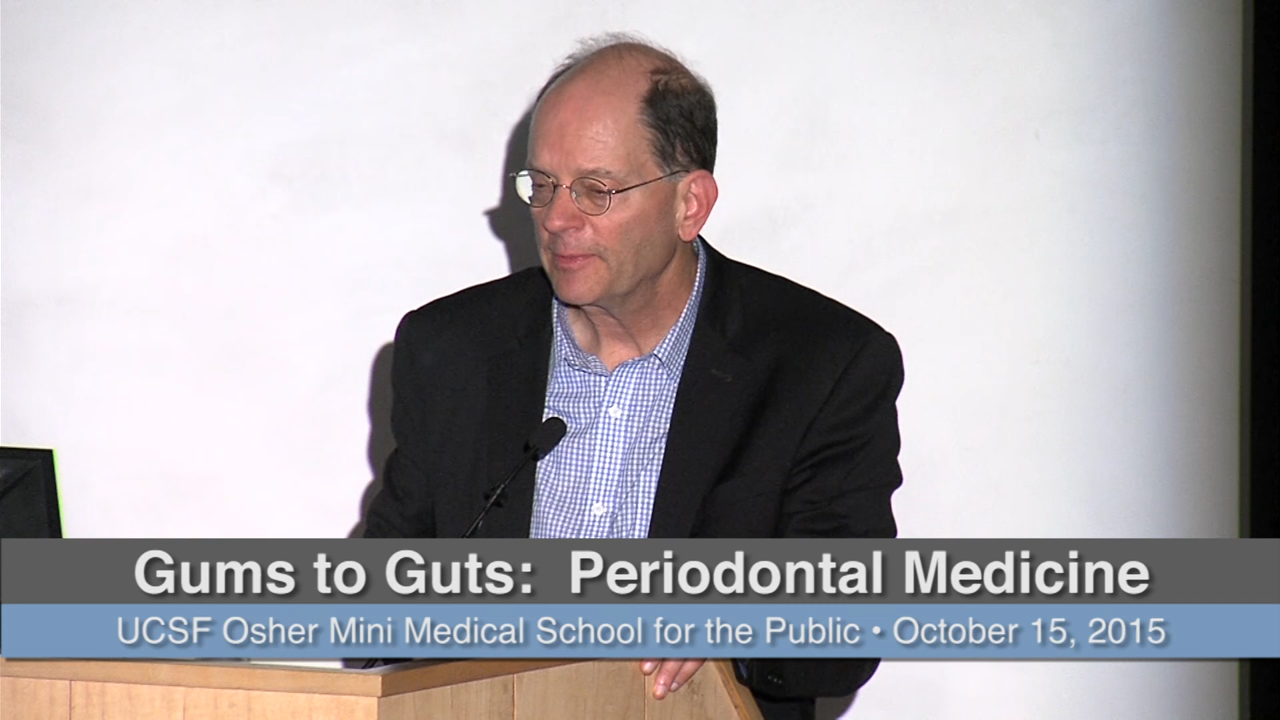 Gums to Guts:  Periodontal Medicine
UCSF Osher Mini Medical School for the Public • October 15, 2015